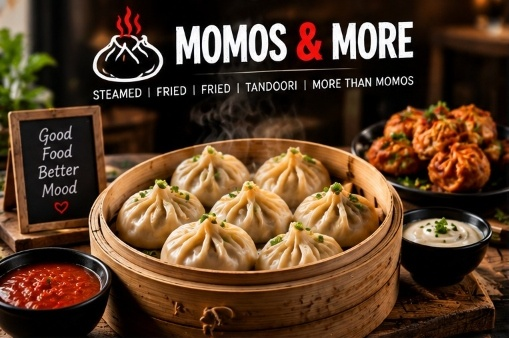 MOMOS & MORE
STEAMED | FRIED | FRIED | TANDOORI | MORE THAN MOMOS
Good
Food
Better
Mood